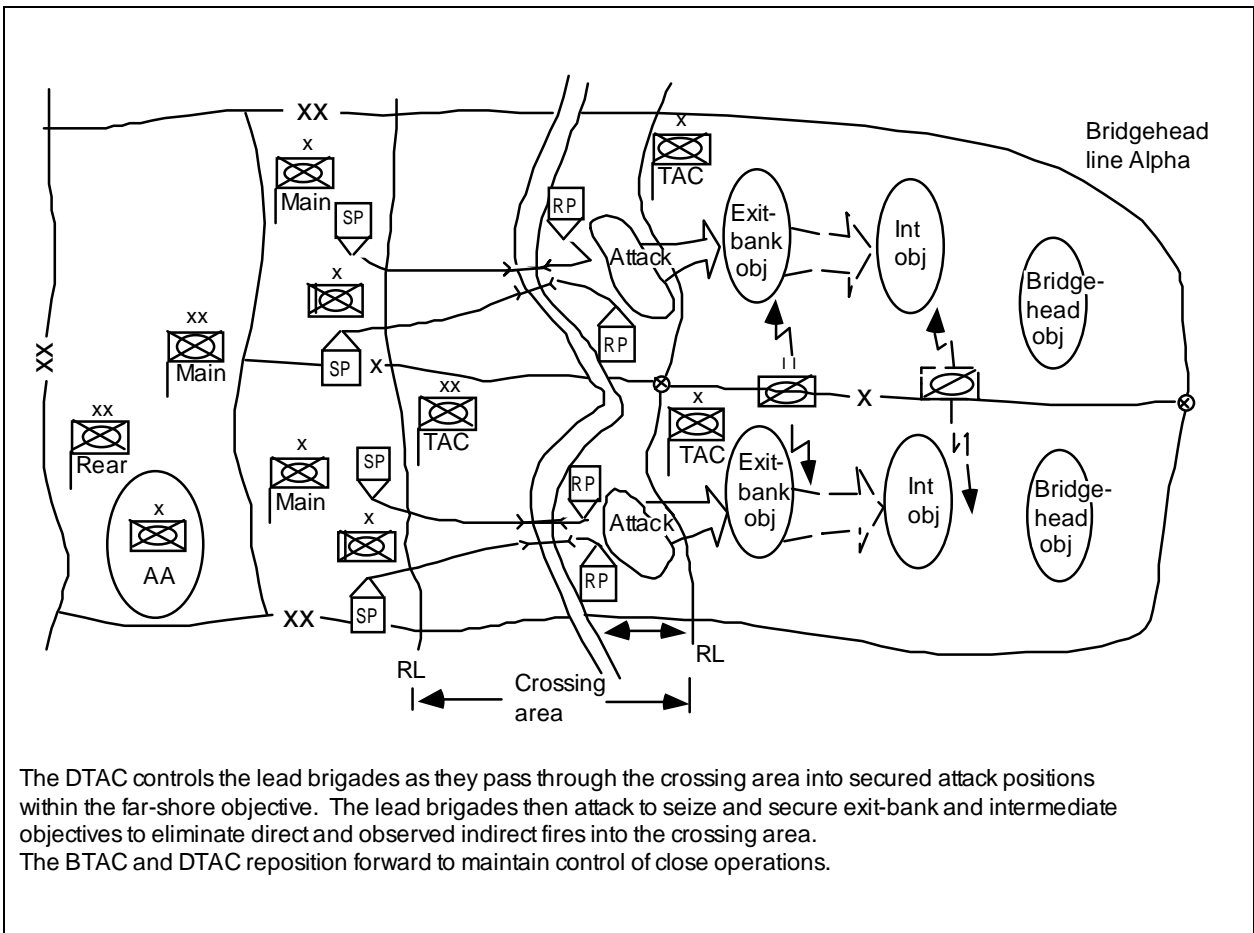 XX
x
Main
SP
x
RP
x
TAC
Bridgehead
line Alpha
Exit-
bank
obj
Int
obj
Attack
Bridge-
head
obj
RP
XX
xx
Main
SP
x
xx
TAC
x
TAC
II
x
xx
Rear
x
Main
SP
x
RP
Attack
Exit-
bank
obj
Int
obj
Bridge-
head
obj
x
AA
RP
XX
SP
RL
RL
Crossing
area
The DTAC controls the lead brigades as they pass through the crossing area into secured attack positions
within the far-shore objective. The lead brigades then attack to seize and secure exit-bank and intermediate
objectives to eliminate direct and observed indirect fires into the crossing area.
The BTAC and DTAC reposition forward to maintain control of close operations.